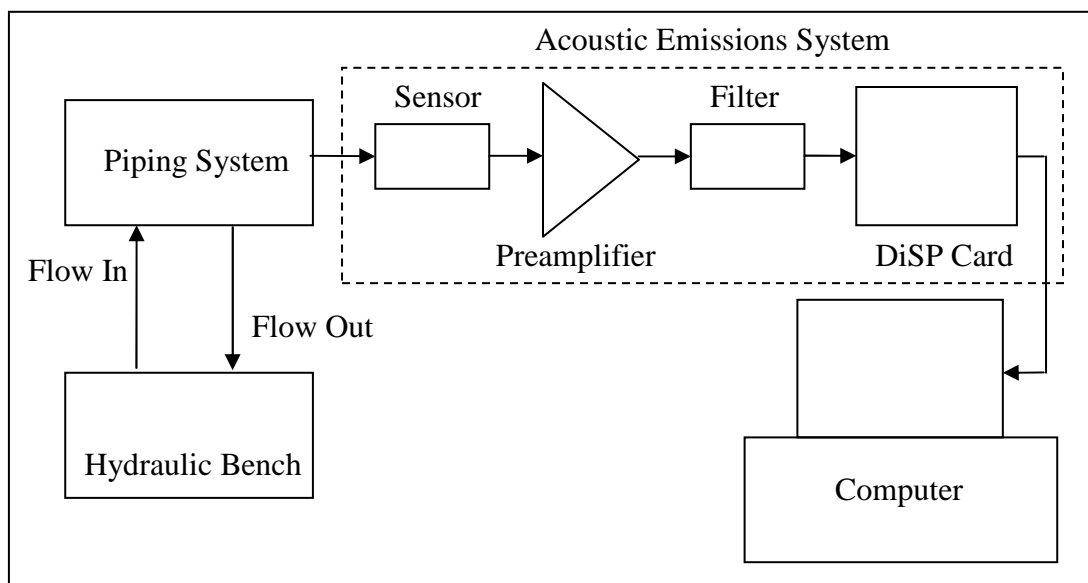 Acoustic Emissions System
Sensor
Filter
Piping System
Preamplifier
DiSP Card
Flow In
Flow Out
Hydraulic Bench
Computer